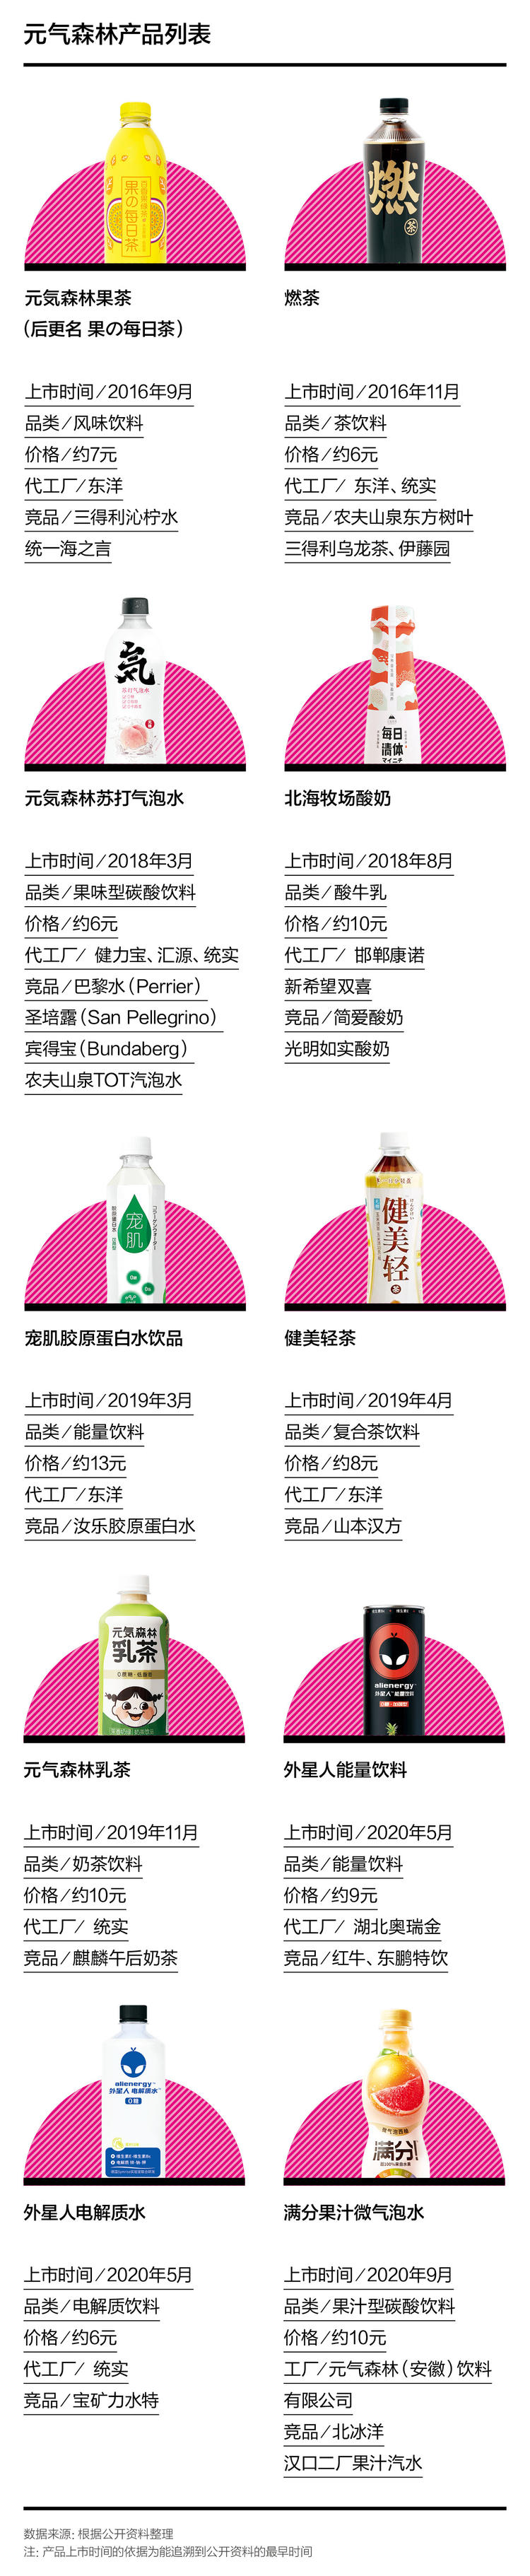 元气森林产品列表
果の每日茶
燃
茶
元気森林果茶
（后更名 果の每日茶）
上市时间/2016年9月
品类/风味饮料
价格/约7元
代工厂/东洋
竞品/三得利沁柠水
统一海之言
燃茶
上市时间/2016年11月
品类/茶饮料
价格/约6元
代工厂/ 东洋、统实
竞品/农夫山泉东方树叶
三得利乌龙茶、伊藤园
気
苏打气泡水
元気森林苏打气泡水
上市时间/2018年3月
品类/果味型碳酸饮料
价格/约6元
代工厂/ 健力宝、汇源、统实
竞品/巴黎水（Perrier）
圣培露（San Pellegrino）
宾得宝（Bundaberg）
农夫山泉TOT汽泡水
每日
マイニチ
北海牧场酸奶
上市时间/2018年8月
品类/酸牛乳
价格/约10元
代工厂/ 邯郸康诺
新希望双喜
竞品/简爱酸奶
光明如实酸奶
宠肌
コラーゲンウォーター
宠肌胶原蛋白水饮品
上市时间/2019年3月
品类/能量饮料
价格/约13元
代工厂/东洋
竞品/汝乐胶原蛋白水
健美轻
茶
健美轻茶
上市时间/2019年4月
品类/复合茶饮料
价格/约8元
代工厂/东洋
竞品/山本汉方
元気森林
乳茶
0蔗糖·低脂肪
元气森林乳茶
上市时间/2019年11月
品类/奶茶饮料
价格/约10元
代工厂/ 统实
竞品/麒麟午后奶茶
alienergy
外星人 能量饮料
外星人能量饮料
上市时间/2020年5月
品类/能量饮料
价格/约9元
代工厂/ 湖北奥瑞金
竞品/红牛、东鹏特饮
alienergy
外星人 电解质水
0糖
外星人电解质水
上市时间/2020年5月
品类/电解质饮料
价格/约6元
代工厂/ 统实
竞品/宝矿力水特
满分!
满分果汁微气泡水
上市时间/2020年9月
品类/果汁型碳酸饮料
价格/约10元
工厂/元气森林（安徽）饮料
有限公司
竞品/北冰洋
汉口二厂果汁汽水
数据来源：根据公开资料整理
注：产品上市时间的依据为能追溯到公开资料的最早时间